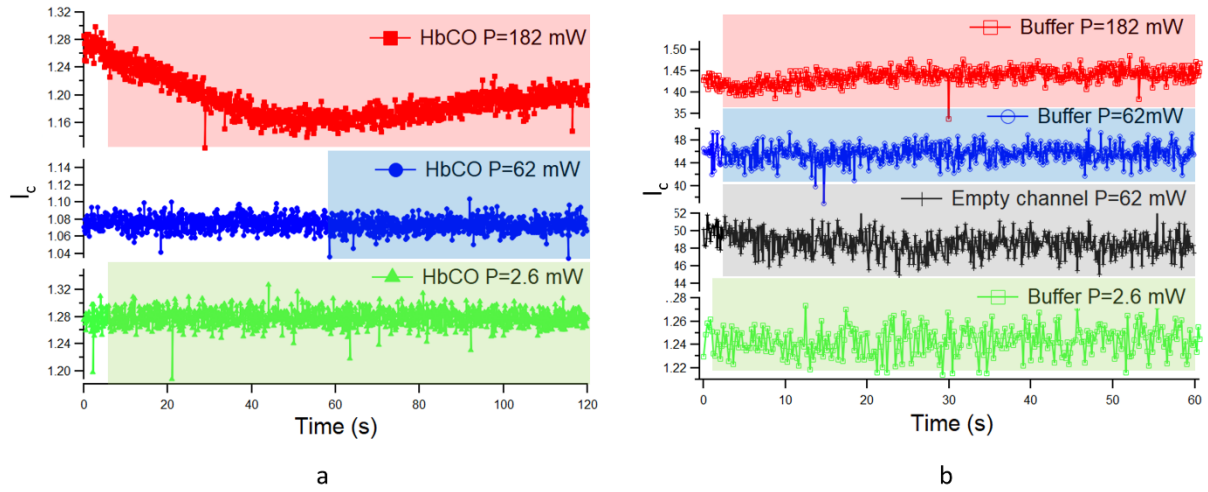 1.32
1.28
1.24
1.20
1.16
HbCO P=182 mW
1.14
1.12
1.10
1.08
1.06
1.04
HbCO P=62 mW
1.32
1.28
1.24
1.20
HbCO P=2.6 mW
I_c
0 20 40 60 80 100 120
Time (s)
a
1.50
1.45
1.40
35
Buffer P=182 mW
48
44
40
Buffer P=62mW
52
50
48
46
44
Empty channel P=62 mW
.28
1.26
1.24
1.22
Buffer P=2.6 mW
I_c
0 10 20 30 40 50 60
Time (s)
b